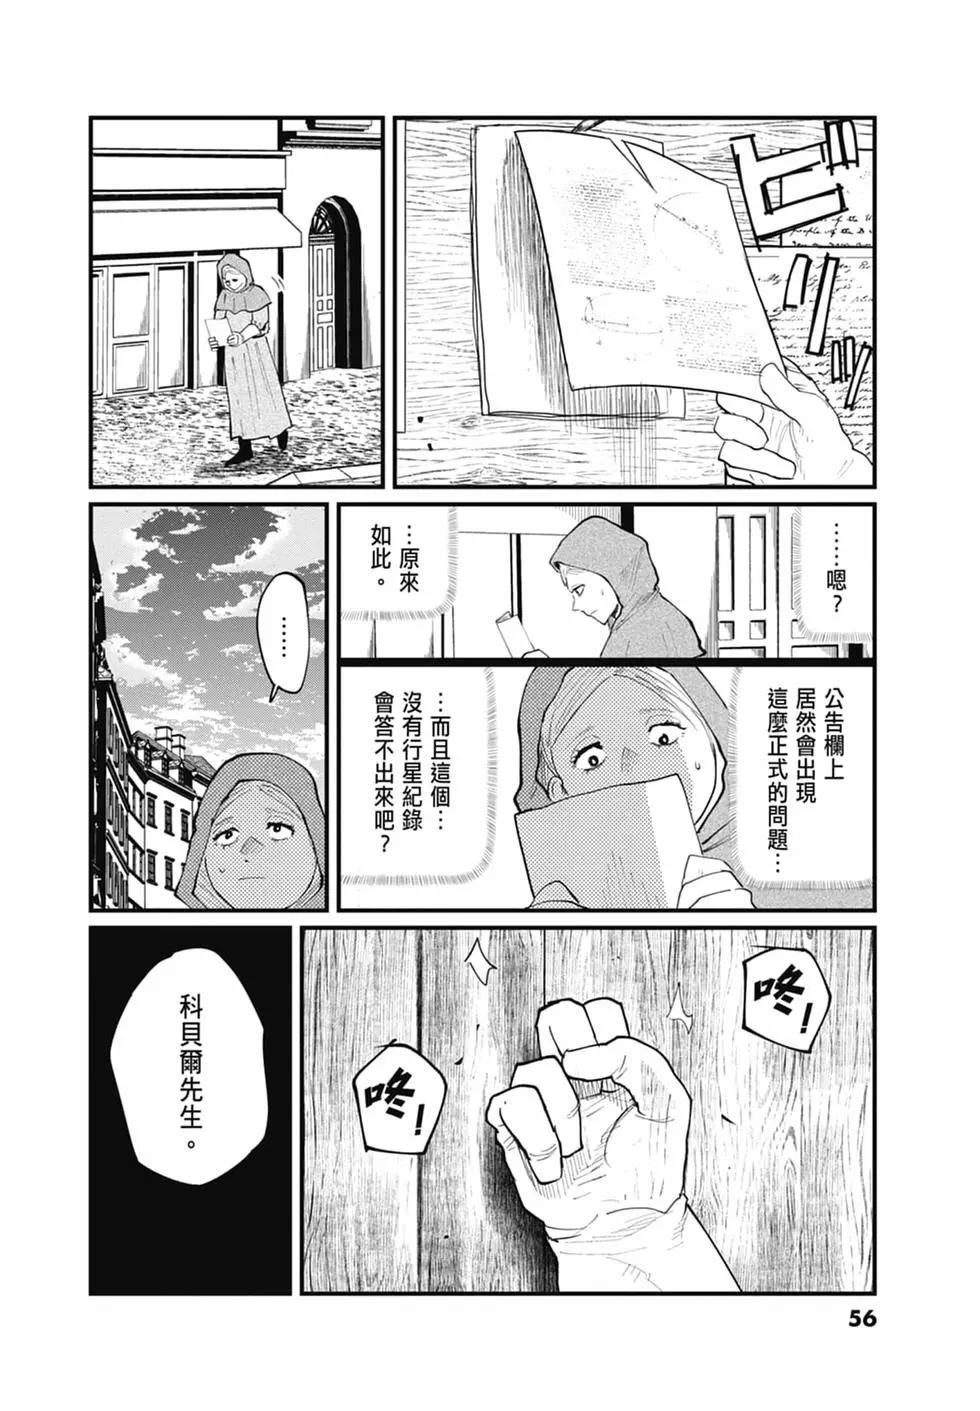 ビリリッ
……嗯？
…原來
如此。
公告欄上
居然會出現
這麼正式的問題…
…而且這個…
沒有行星紀錄
會答不出來吧？
……
咚！
咚！
科貝爾先生。
56